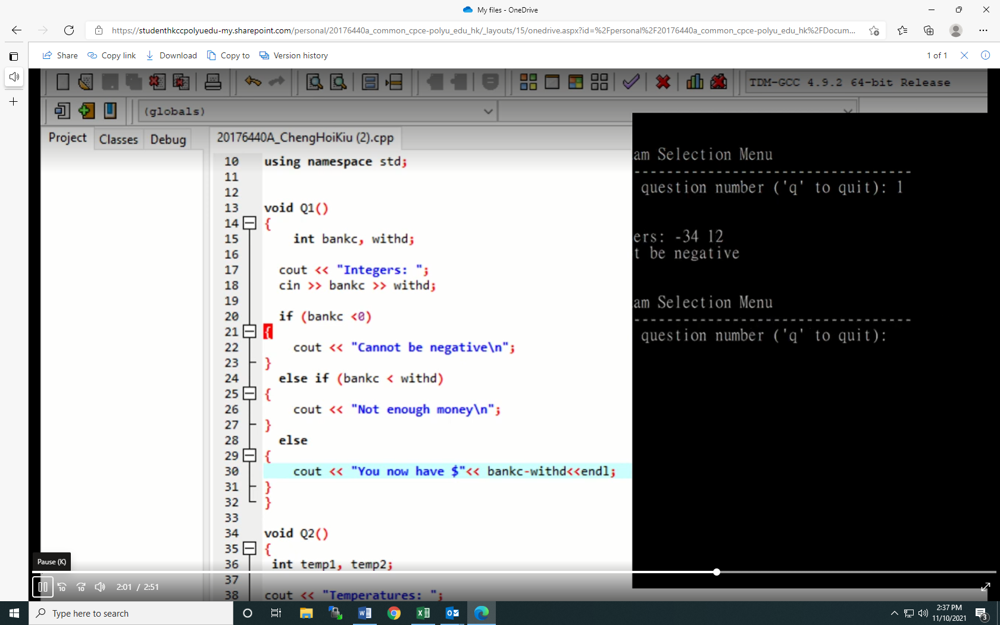 My files - OneDrive
https://studenthkccpolyuedu-my.sharepoint.com/personal/20176440a_common_cpce-polyu_edu_hk/_layouts/15/onedrive.aspx?id=%2Fpersonal%2F20176440a_common_cpce-polyu_edu_hk%2FDocum...
Share Copy link Download Copy to Version history 1 of 1
TDM-GCC 4.9.2 64-bit Release
(globals)
Project Classes Debug 20176440A_ChengHoiKiu (2).cpp
10 using namespace std;
11
12
13 void Q1()
14 {
15 int bankc, withd;
16
17 cout << "Integers: ";
18 cin >> bankc >> withd;
19
20 if (bankc <0)
21 {
22 cout << "Cannot be negative\n";
23 }
24 else if (bankc < withd)
25 {
26 cout << "Not enough money\n";
27 }
28 else
29 {
30 cout << "You now have $"<< bankc-withd<<endl;
31 }
32 }
33
34 void Q2()
35 {
36 int temp1, temp2;
37
38 cout << "Temperatures: ";
am Selection Menu
----------------------------------
question number ('q' to quit): 1
ers: -34 12
t be negative
am Selection Menu
----------------------------------
question number ('q' to quit):
Pause (K)
10 10 2:01 / 2:51
Type here to search
2:37 PM
11/10/2021
3